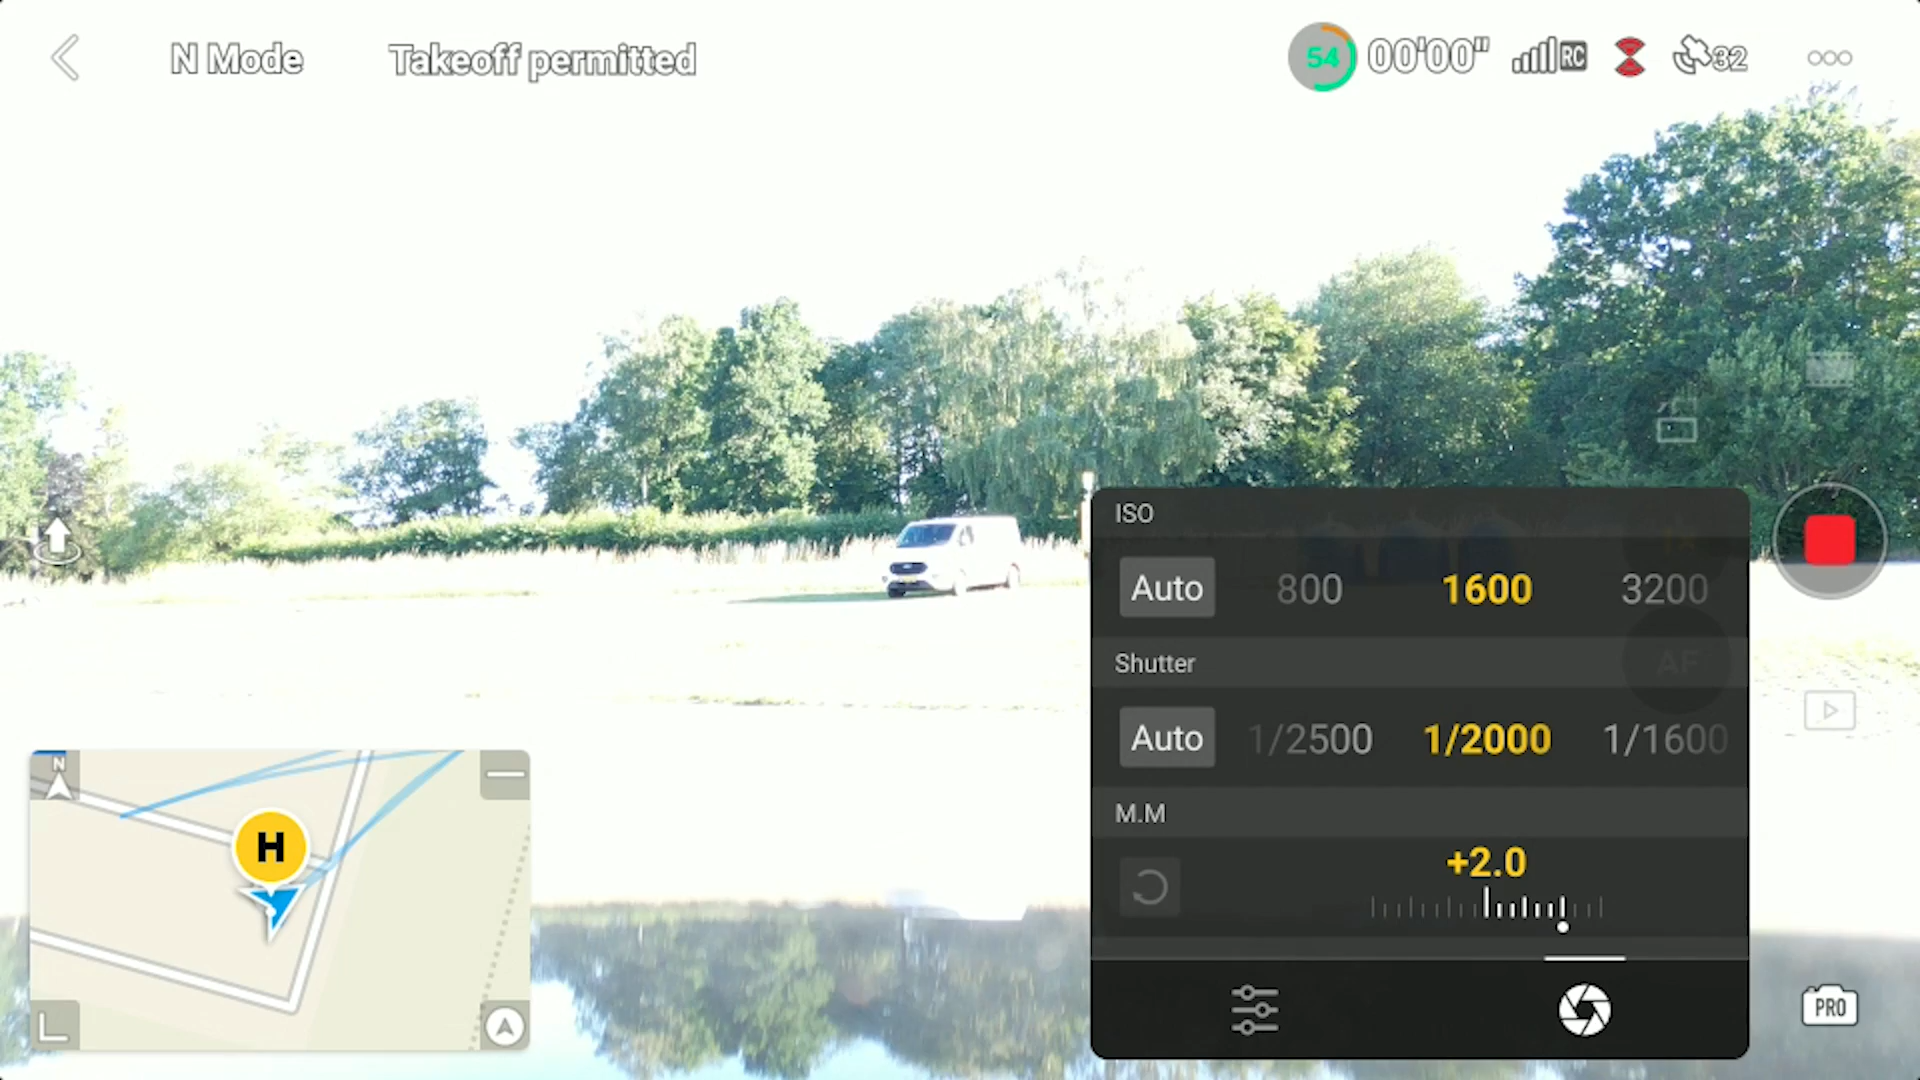 N Mode Takeoff permitted 54 00'00" RC 32
ISO
Auto 800 1600 3200
Shutter
AF
Auto 1/2500 1/2000 1/1600
M.M
+2.0
N
H
PRO